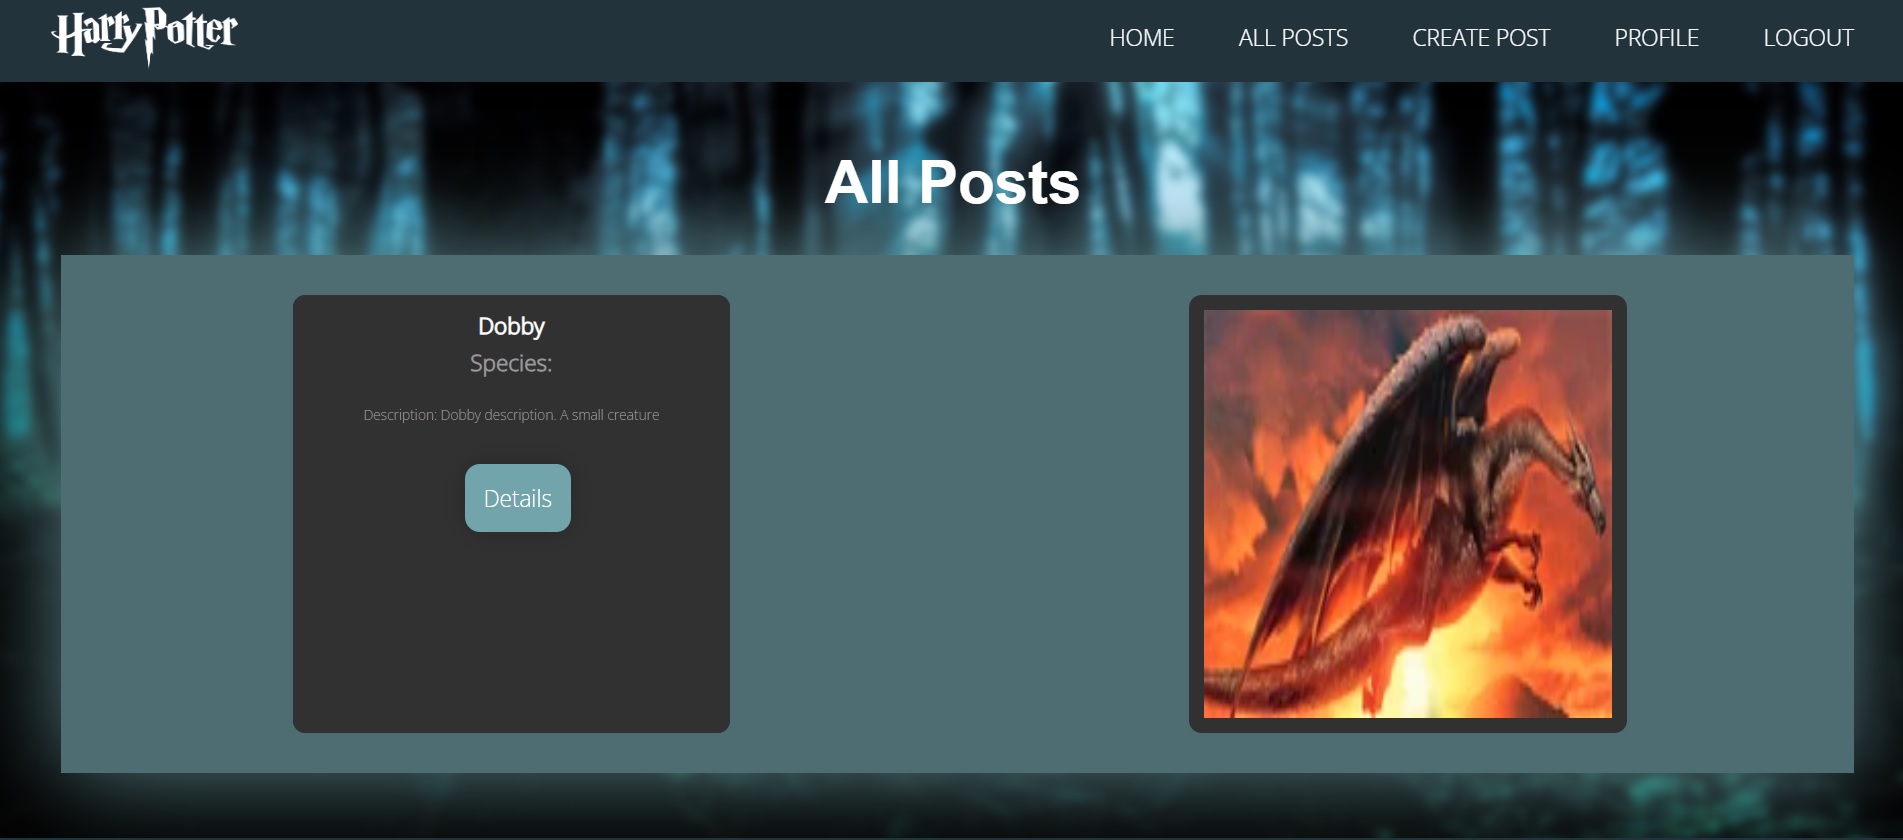 Harry Potter
HOME ALL POSTS CREATE POST PROFILE LOGOUT
All Posts
Dobby
Species:
Description: Dobby description. A small creature
Details